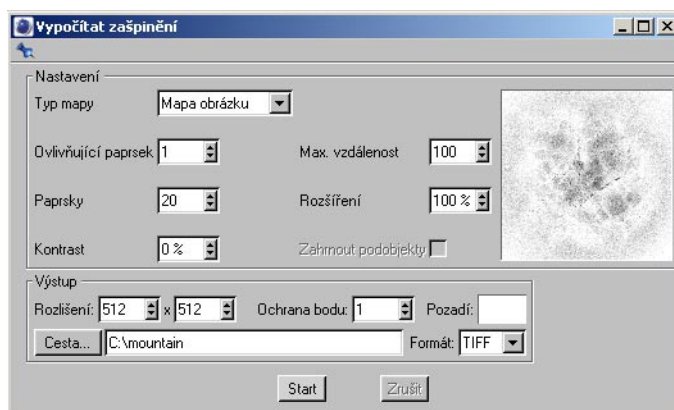 Vypočítat zašpinění
Nastavení
Typ mapy Mapa obrázku
Ovlivňující paprsek 1 Max. vzdálenost 100
Paprsky 20 Rozšíření 100 %
Kontrast 0 % Zahrnout podobjekty
Výstup
Rozlišení: 512 x 512 Ochrana bodu: 1 Pozadí:
Cesta... C:\mountain Formát: TIFF
Start Zrušit